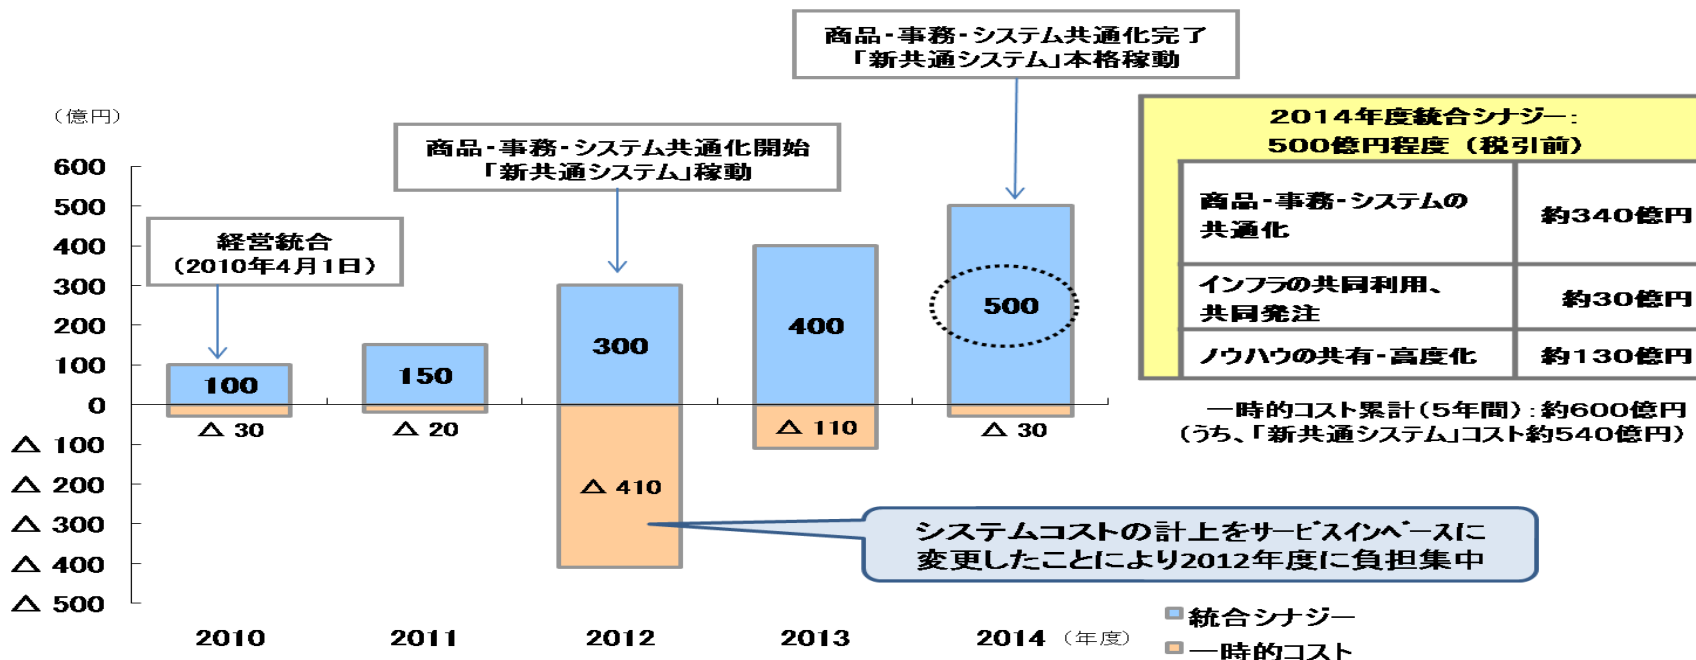 商品・事務・システム共通化完了
「新共通システム」本格稼動
（億円）
商品・事務・システム共通化開始
「新共通システム」稼動
経営統合
（2010年4月1日）
2014年度統合シナジー：
500億円程度（税引前）
商品・事務・システムの
共通化
約340億円
インフラの共同利用、
共同発注
約30億円
ノウハウの共有・高度化
約130億円
一時的コスト累計（5年間）：約600億円
（うち、「新共通システム」コスト約540億円）
600
500
400
300
200
100
0
△ 100
△ 200
△ 300
△ 400
△ 500
100
150
300
400
500
△ 30
△ 20
△ 410
△ 110
△ 30
システムコストの計上をサービスインベースに
変更したことにより2012年度に負担集中
2010
2011
2012
2013
2014
（年度）
統合シナジー
一時的コスト